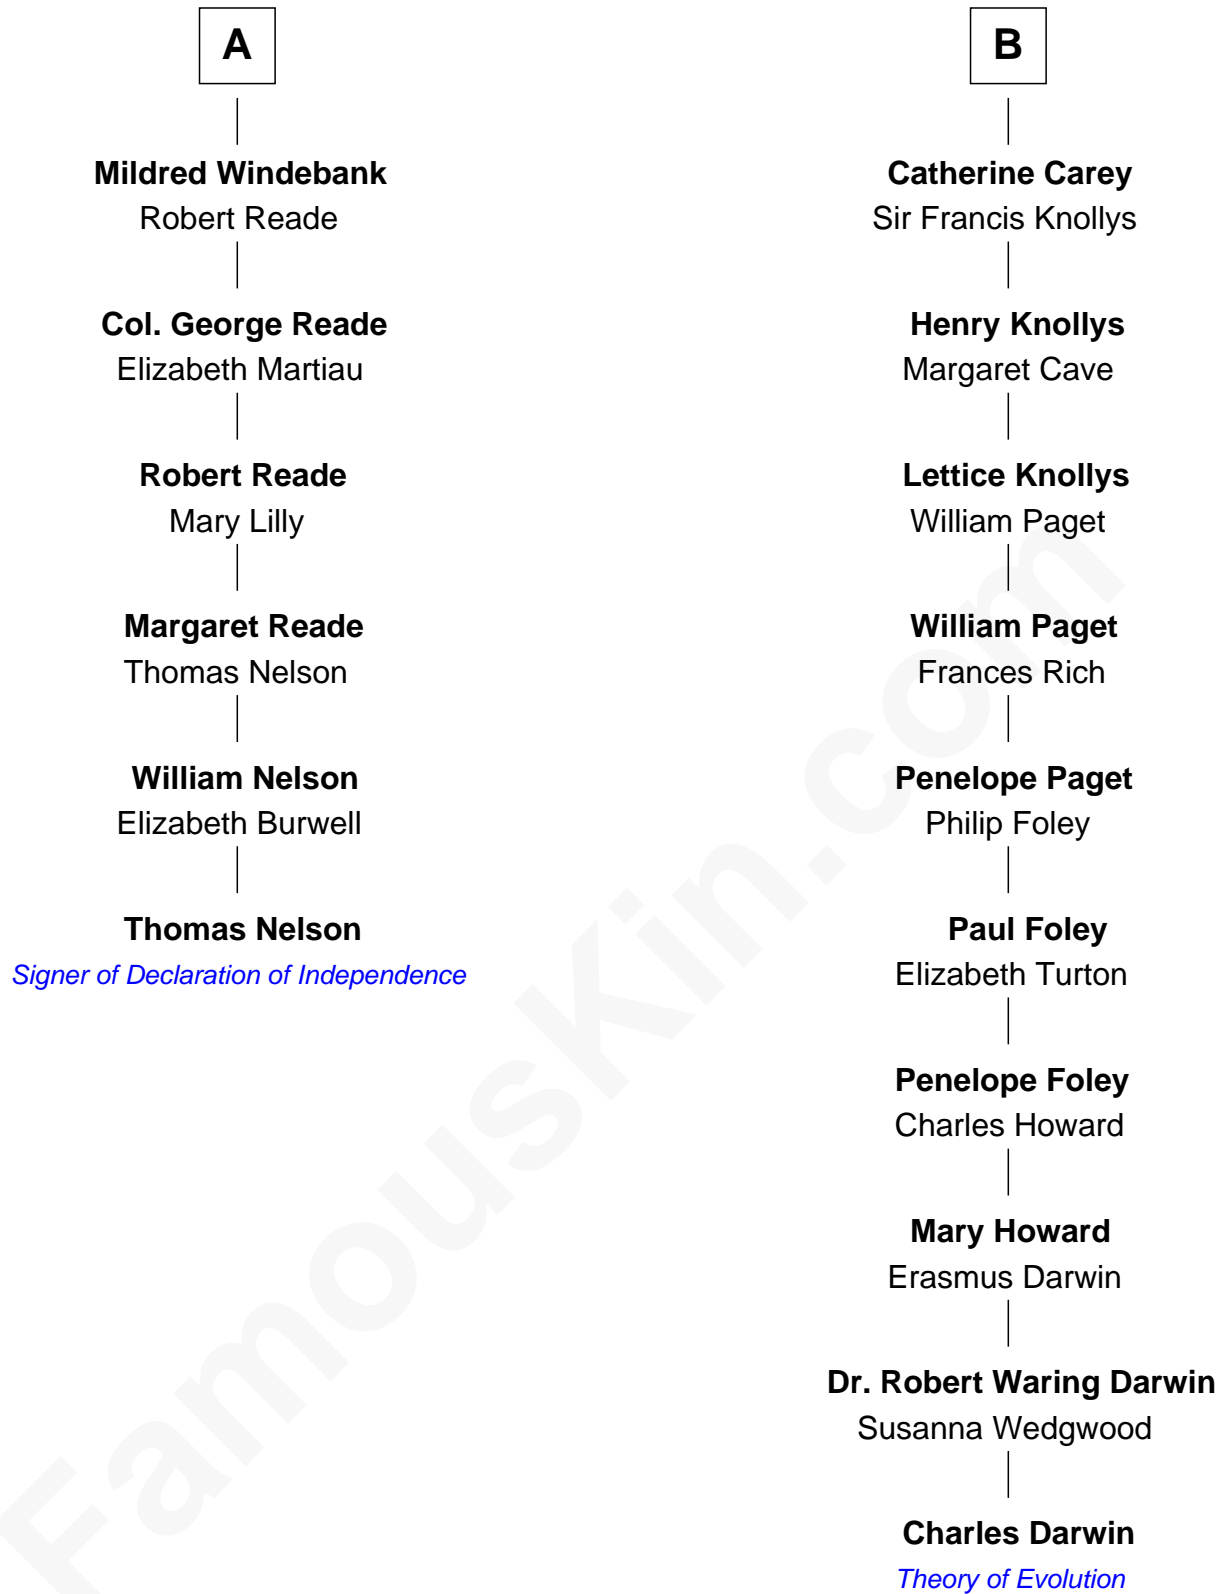 A
Mildred Windebank
Robert Reade
Col. George Reade
Elizabeth Martiau
Robert Reade
Mary Lilly
Margaret Reade
Thomas Nelson
William Nelson
Elizabeth Burwell
Thomas Nelson
Signer of Declaration of Independence
B
Catherine Carey
Sir Francis Knollys
Henry Knollys
Margaret Cave
Lettice Knollys
William Paget
William Paget
Frances Rich
Penelope Paget
Philip Foley
Paul Foley
Elizabeth Turton
Penelope Foley
Charles Howard
Mary Howard
Erasmus Darwin
Dr. Robert Waring Darwin
Susanna Wedgwood
Charles Darwin
Theory of Evolution
FamousKin.com